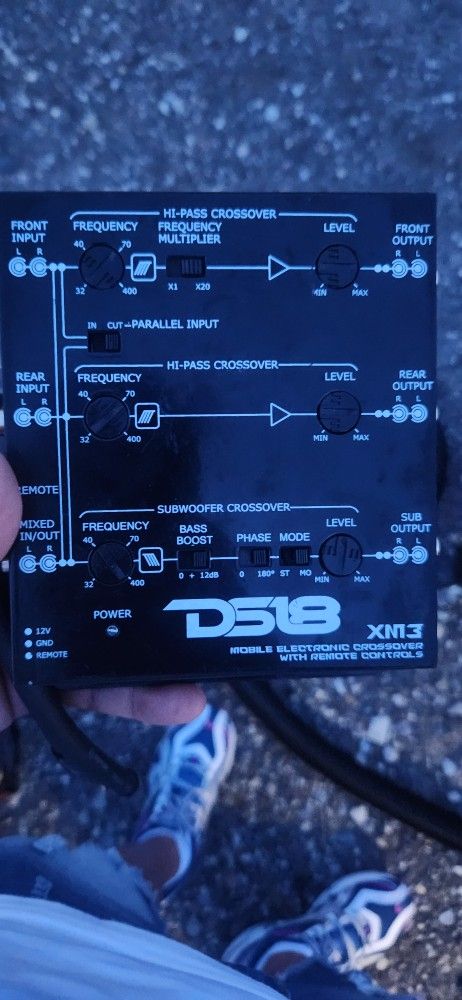 HI-PASS CROSSOVER
FRONT INPUT
L R
FREQUENCY
40 70
32 400
FREQUENCY MULTIPLIER
X1 X20
LEVEL
MIN MAX
FRONT OUTPUT
R L
IN CUT PARALLEL INPUT
HI-PASS CROSSOVER
REAR INPUT
L R
FREQUENCY
40 70
32 400
LEVEL
MIN MAX
REAR OUTPUT
R L
REMOTE
SUBWOOFER CROSSOVER
MIXED IN/OUT
L R
FREQUENCY
32 400
BASS BOOST
0 + 12dB
PHASE
0 180°
MODE
ST MO
LEVEL
MIN MAX
SUB OUTPUT
R L
POWER
12V
GND
REMOTE
DS18
XM3
MOBILE ELECTRONIC CROSSOVER
WITH REMOTE CONTROLS